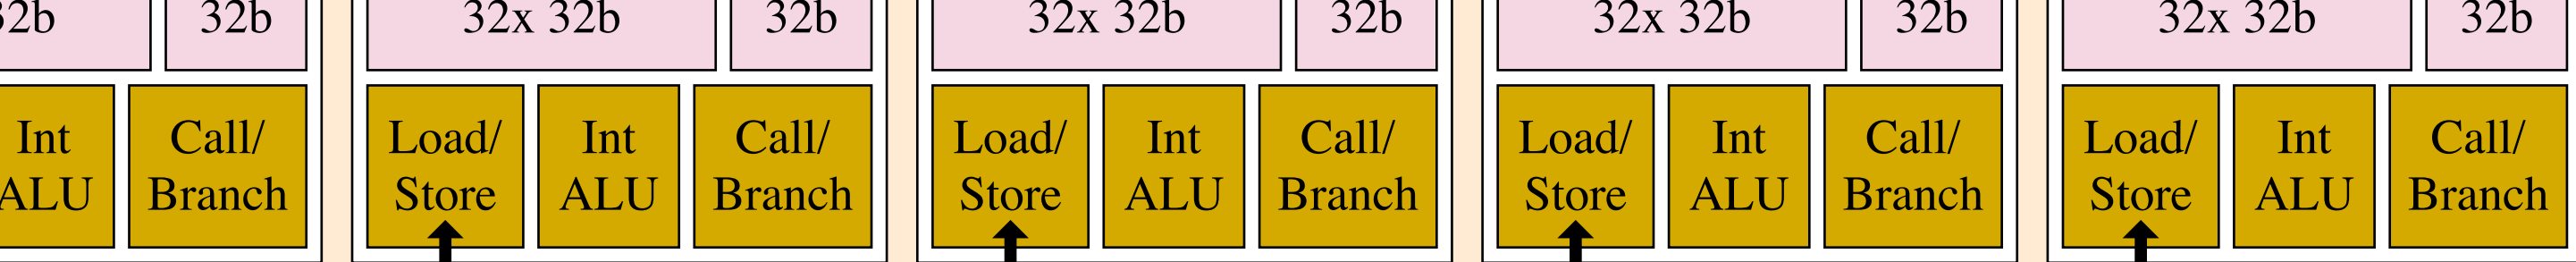 32b 32b 32x 32b 32b 32x 32b 32b 32x 32b 32b 32x 32b 32b
Int Call/ Load/ Int Call/ Load/ Int Call/ Load/ Int Call/ Load/ Int Call/
ALU Branch Store ALU Branch Store ALU Branch Store ALU Branch Store ALU Branch